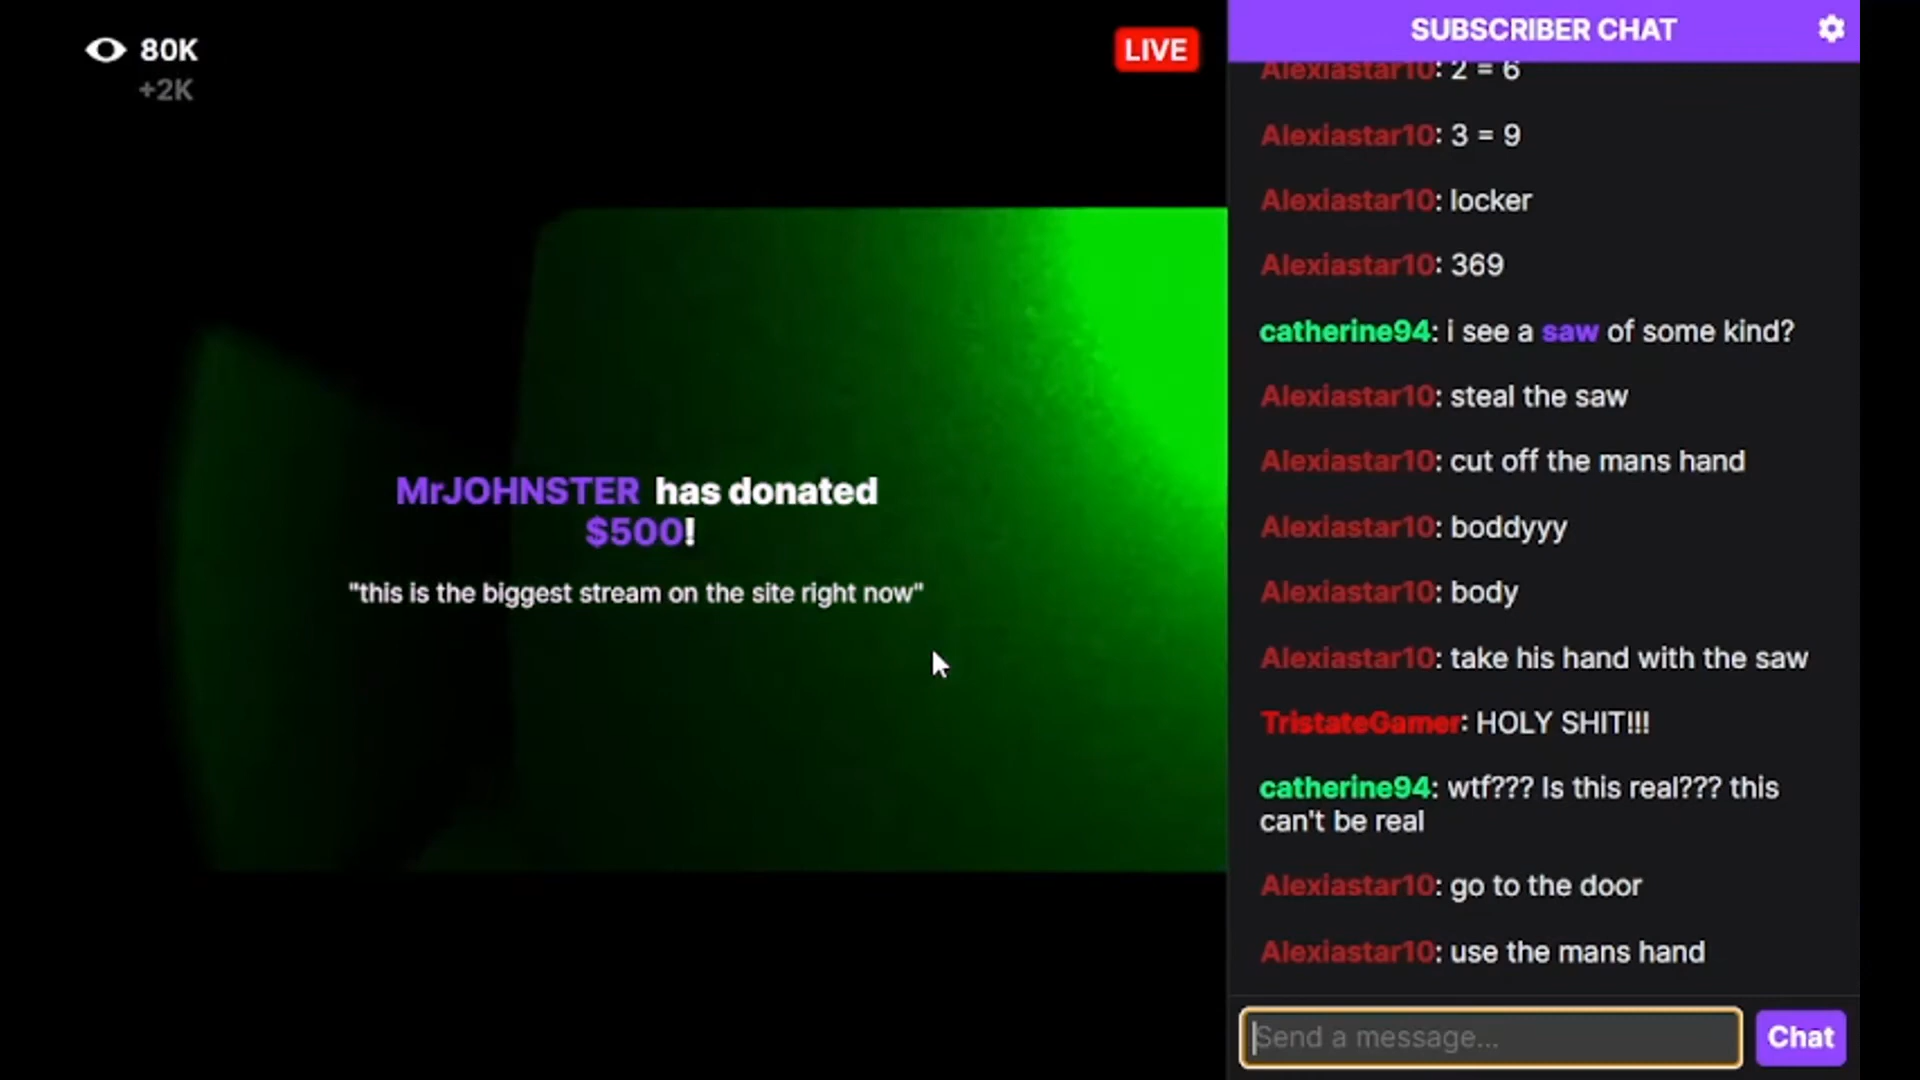 80K
+2K
LIVE
MrJOHNSTER has donated
$500!
"this is the biggest stream on the site right now"
SUBSCRIBER CHAT
Alexiastar10: 2 = 6
Alexiastar10: 3 = 9
Alexiastar10: locker
Alexiastar10: 369
catherine94: i see a saw of some kind?
Alexiastar10: steal the saw
Alexiastar10: cut off the mans hand
Alexiastar10: boddyyy
Alexiastar10: body
Alexiastar10: take his hand with the saw
TristateGamer: HOLY SHIT!!!
catherine94: wtf??? Is this real??? this
can't be real
Alexiastar10: go to the door
Alexiastar10: use the mans hand
Send a message...
Chat